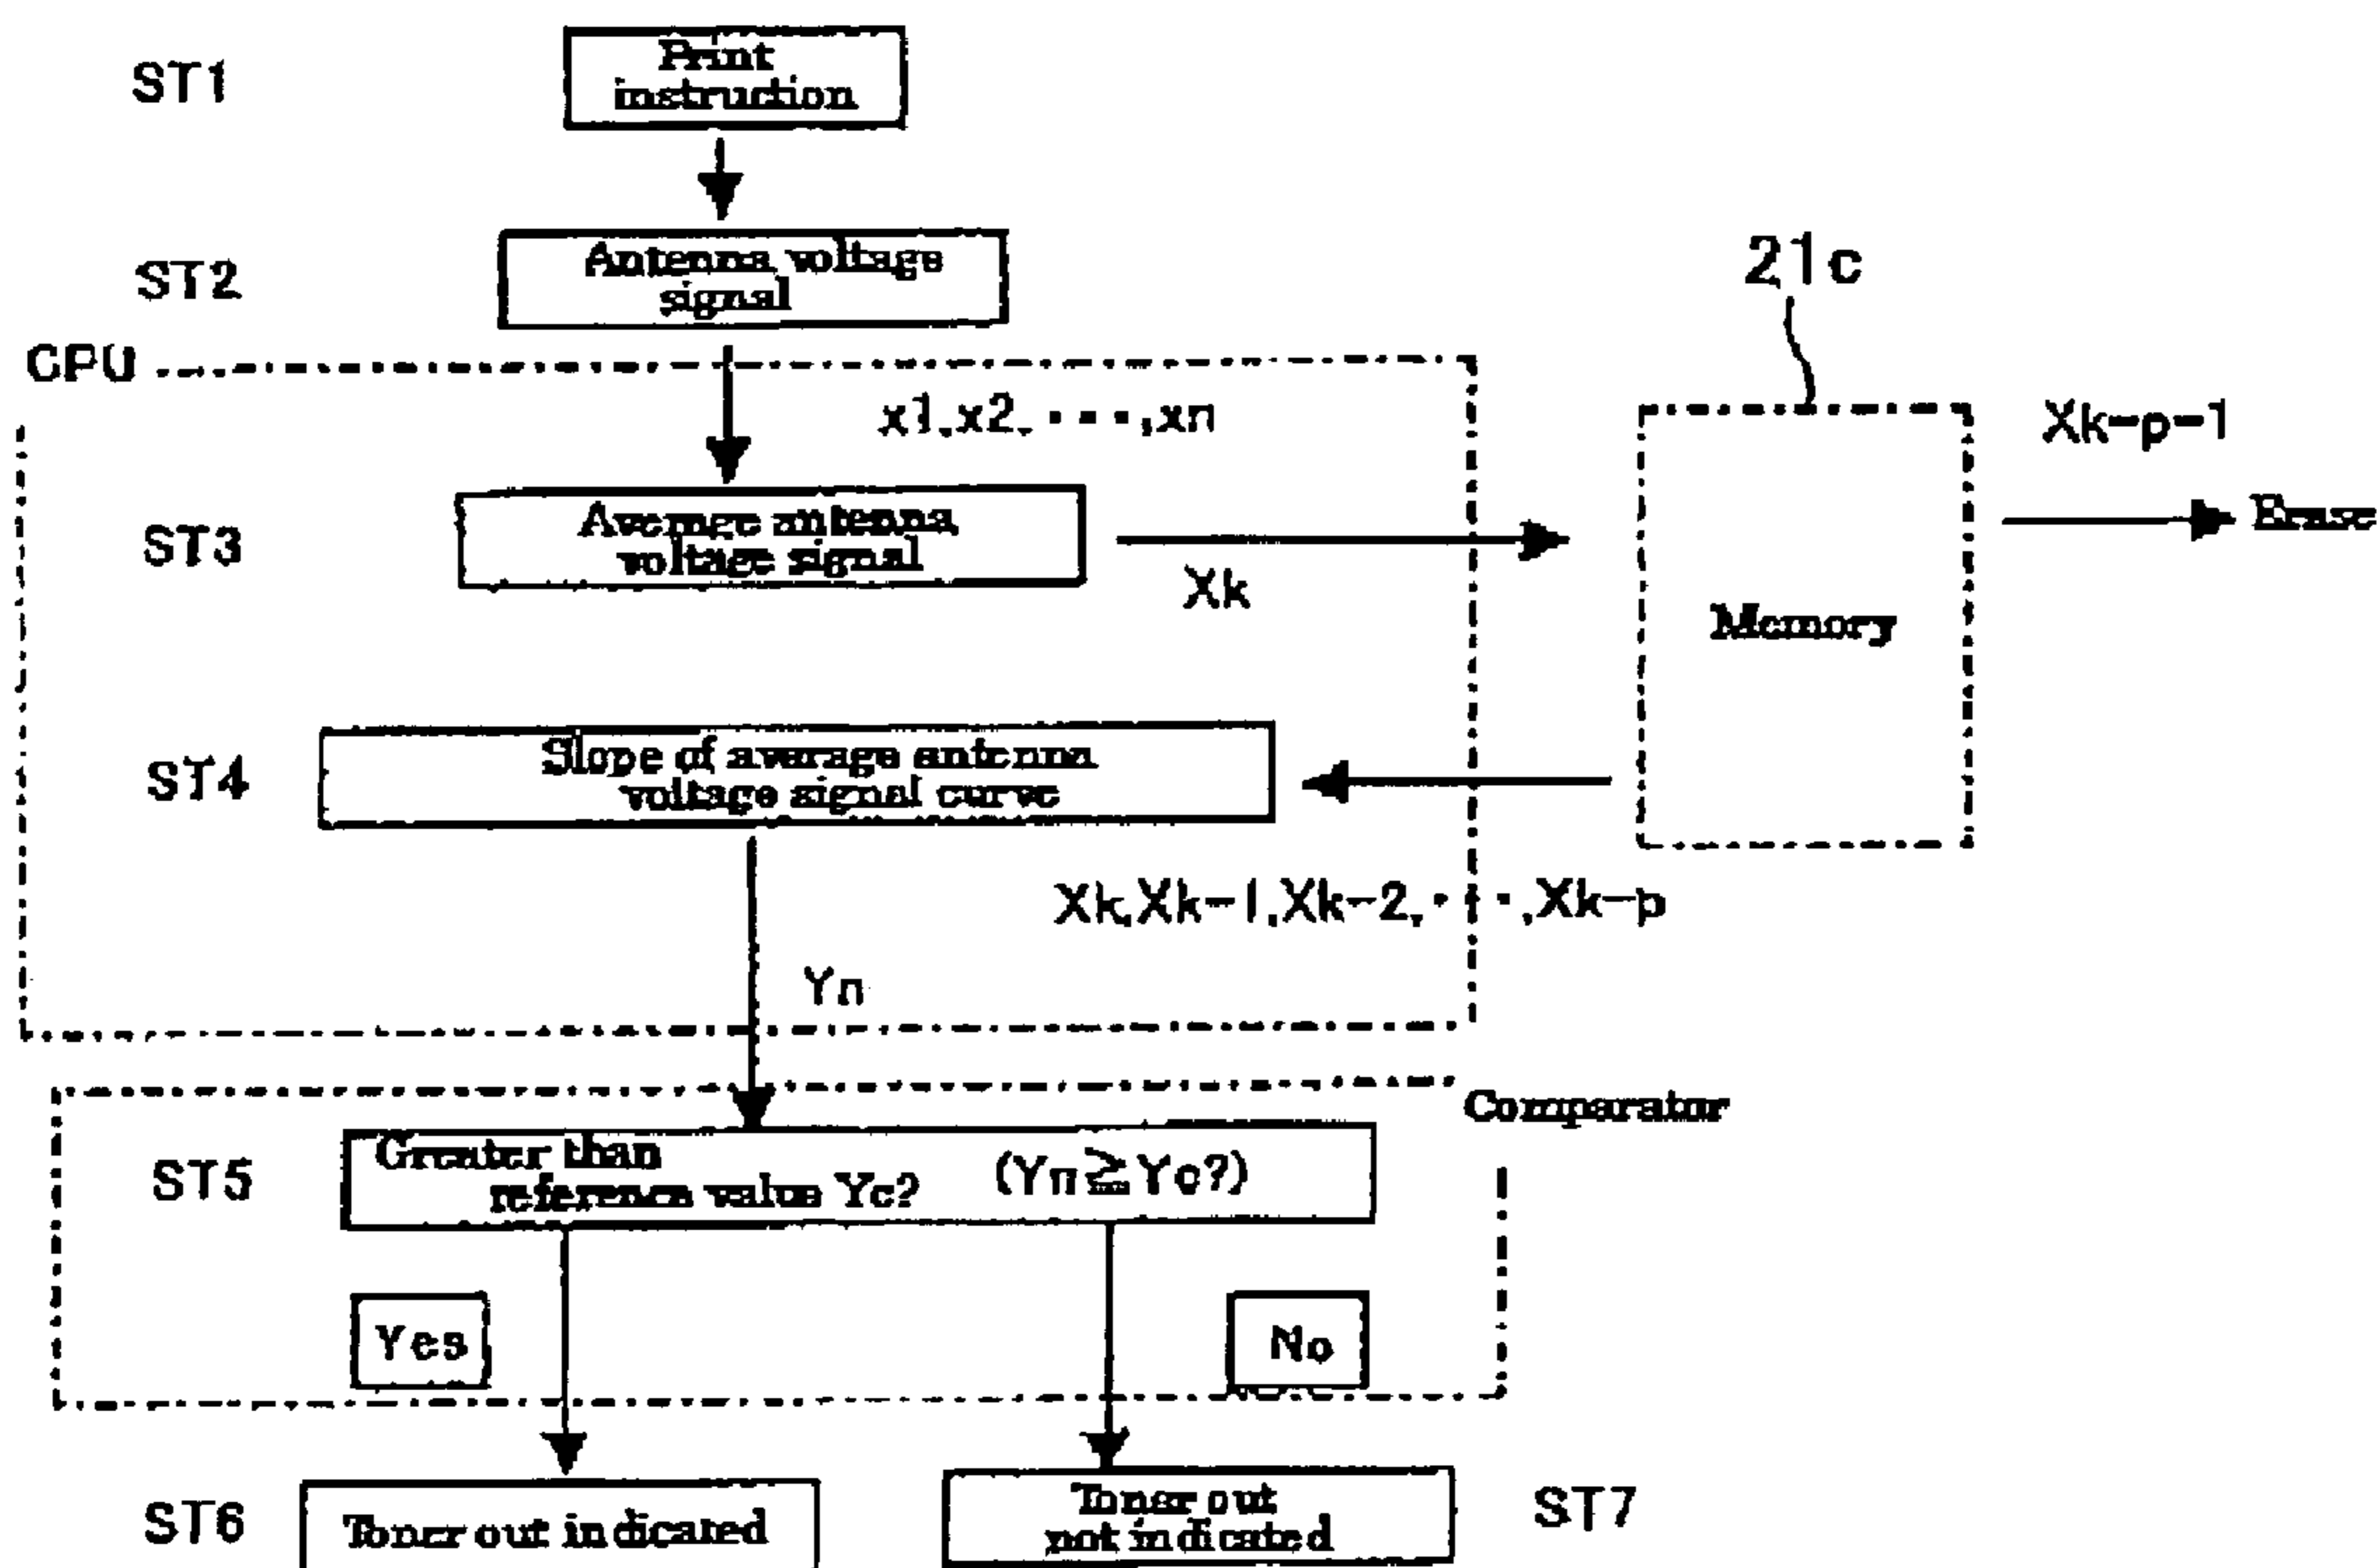 ST1
Print
instruction
ST2
Antenna voltage
signal
21c
CPU
x1,x2,・・・,xn
Xk-p-1
ST3
Average antenna
voltage signal
Erase
Xk
Memory
ST4
Slope of average antenna
voltage signal curve
Xk,Xk-1,Xk-2,・・・,Xk-p
Yn
Comparator
ST5
Greater than
reference value Yc?
(Yn≧Yc?)
Yes
No
ST6
Toner out indicated
Toner out
not indicated
ST7